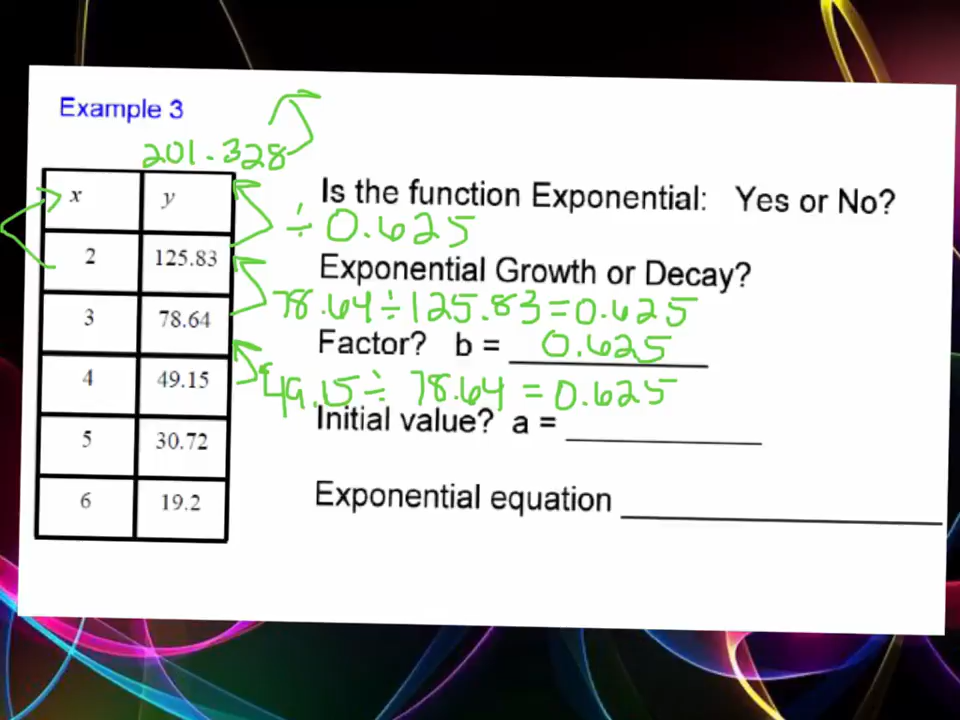 Example 3
201.328
x y
Is the function Exponential: Yes or No?
÷ 0.625
2 125.83
Exponential Growth or Decay?
78.64 ÷ 125.83 = 0.625
3 78.64
Factor? b = 0.625
4 49.15
49.15 ÷ 78.64 = 0.625
Initial value? a =
5 30.72
6 19.2
Exponential equation